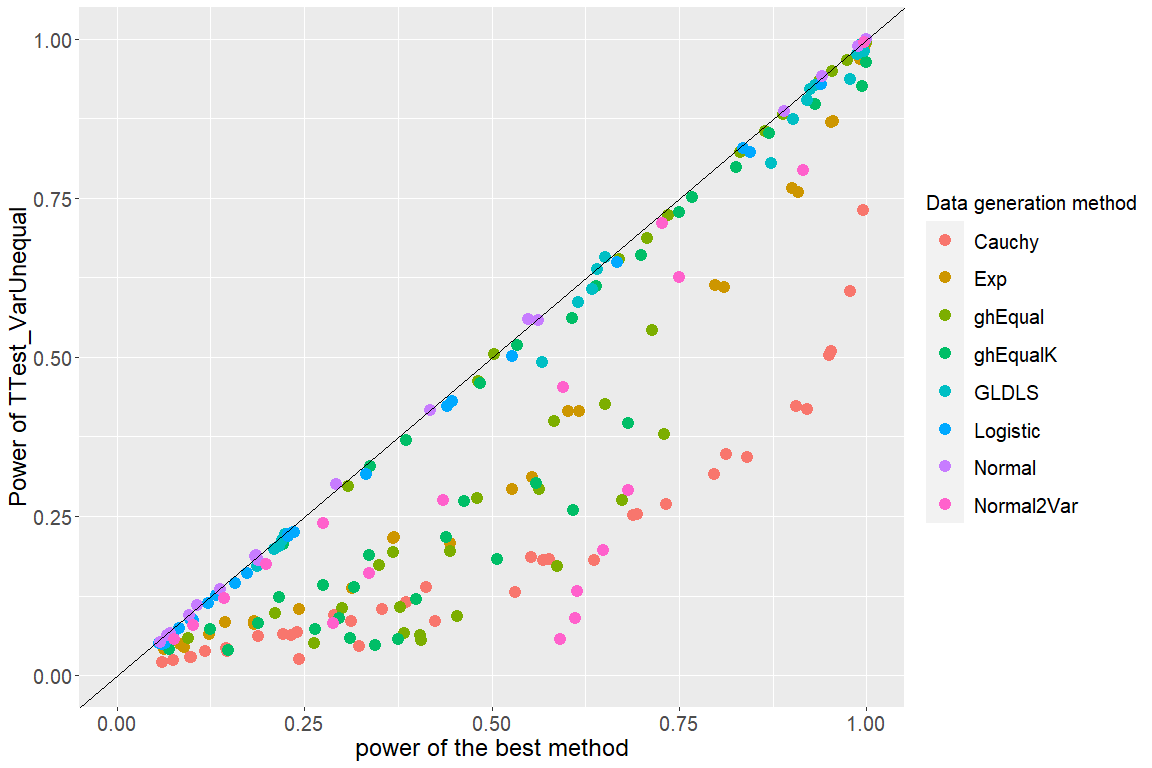 Power of TTest_VarUnequal
1.00
0.75
0.50
0.25
0.00
0.00 0.25 0.50 0.75 1.00
power of the best method
Data generation method
Cauchy
Exp
ghEqual
ghEqualK
GLDLS
Logistic
Normal
Normal2Var